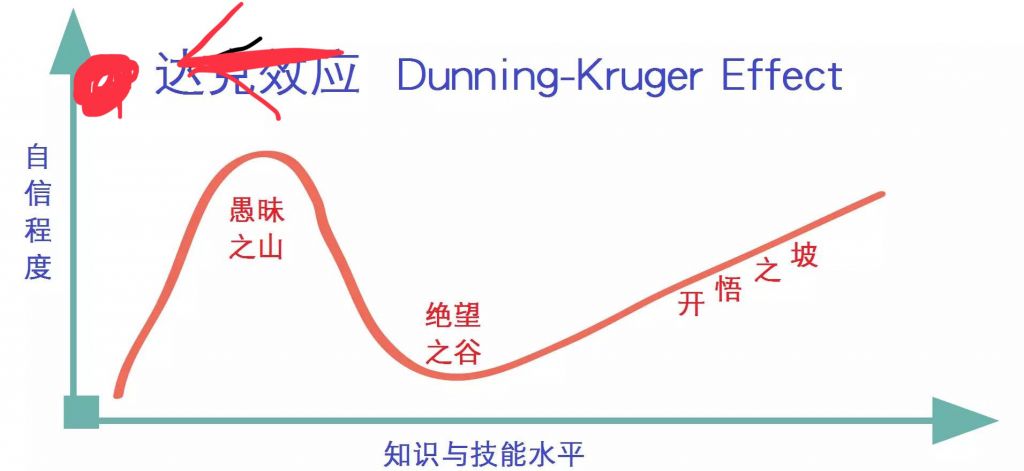 达克效应 Dunning-Kruger Effect
自信程度
愚昧
之山
绝望
之谷
开悟之坡
知识与技能水平